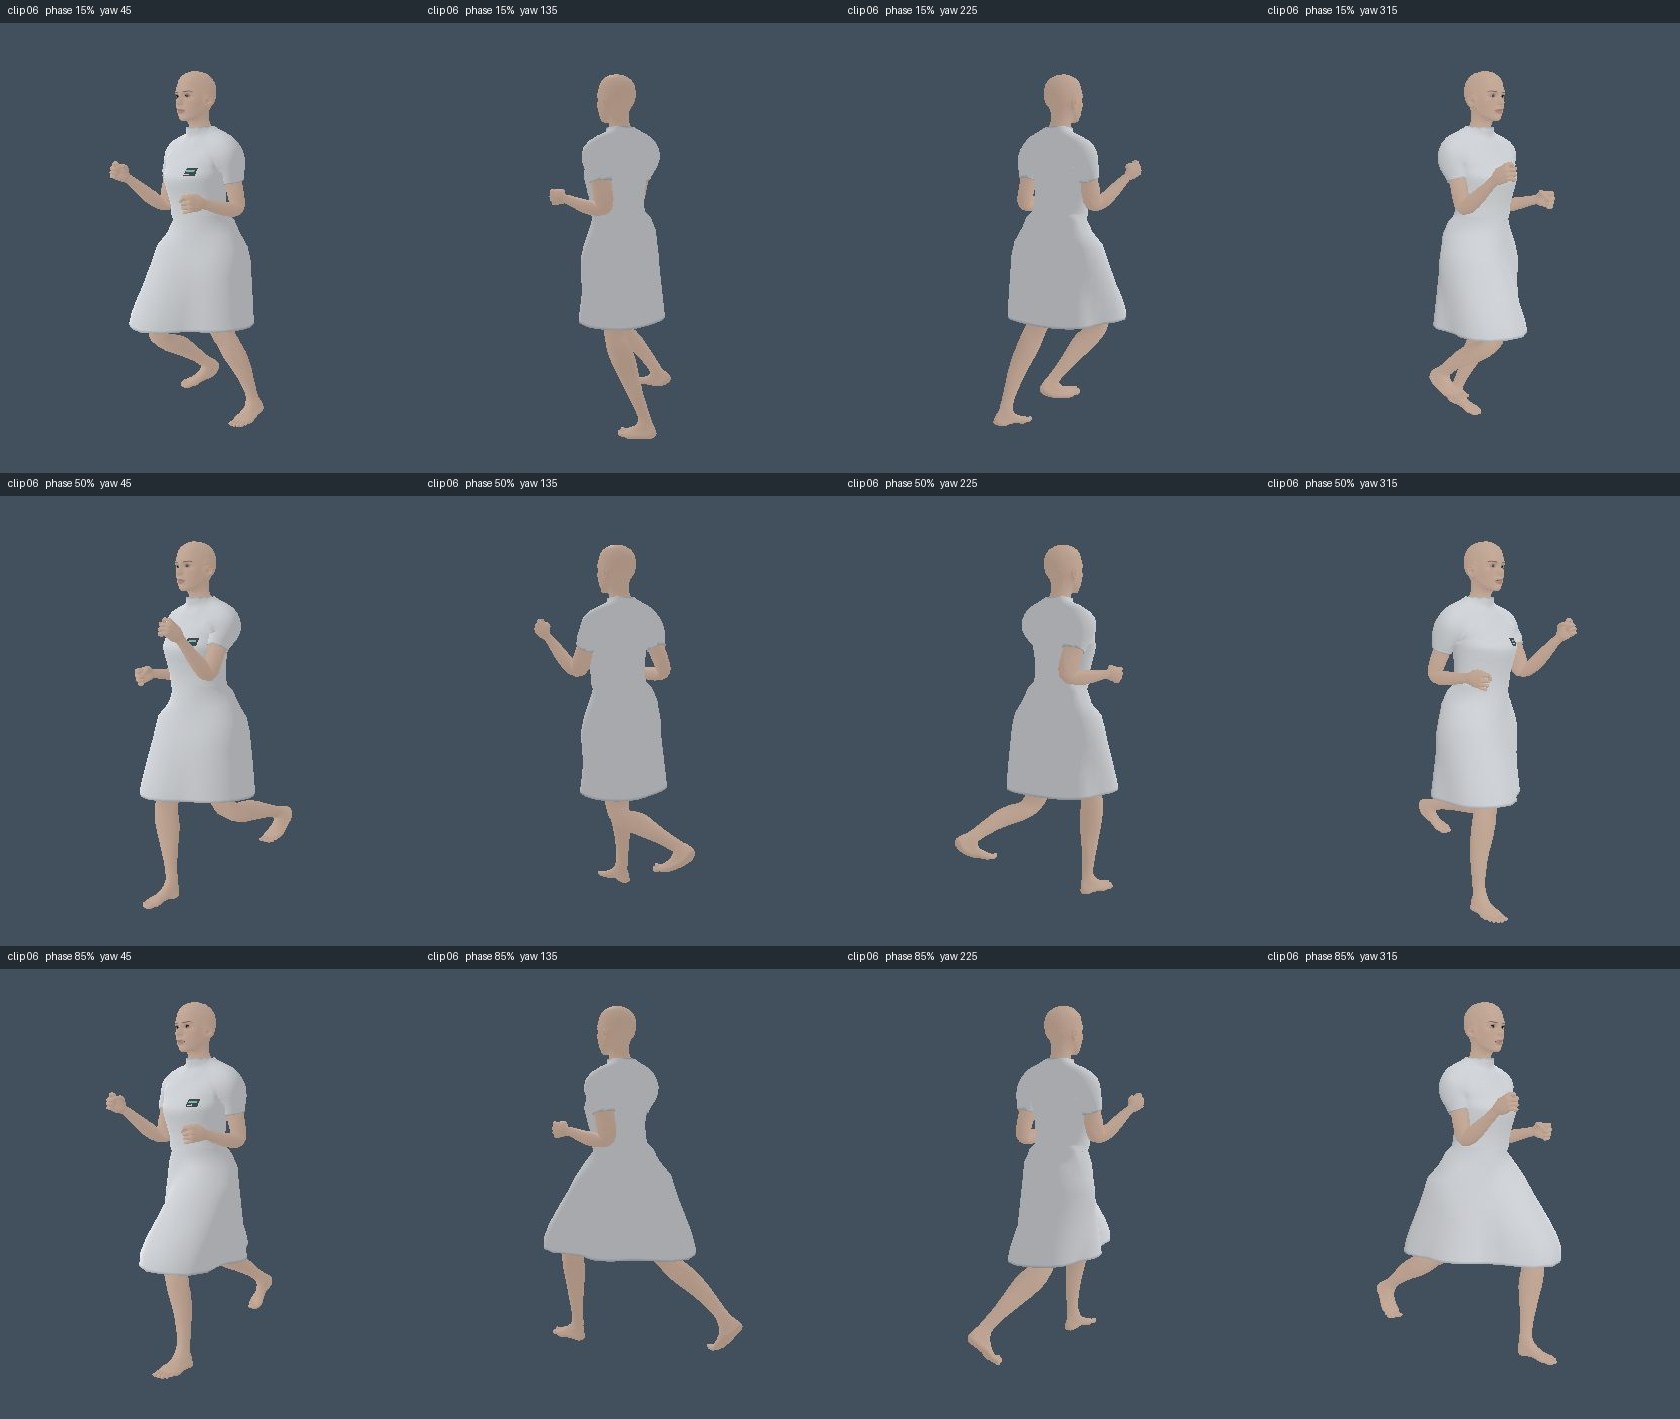 clip06 phase 15% yaw 45
clip06 phase 15% yaw 135
clip06 phase 15% yaw 225
clip06 phase 15% yaw 315
clip06 phase 50% yaw 45
clip06 phase 50% yaw 135
clip06 phase 50% yaw 225
clip06 phase 50% yaw 315
clip06 phase 85% yaw 45
clip06 phase 85% yaw 135
clip06 phase 85% yaw 225
clip06 phase 85% yaw 315